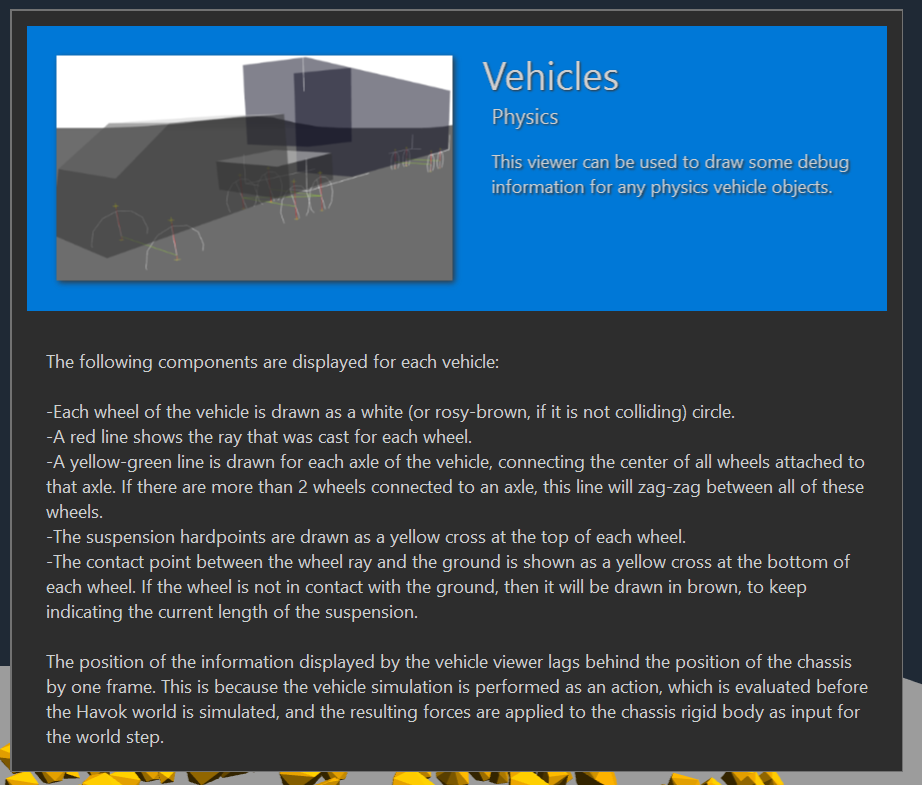 Vehicles
Physics
This viewer can be used to draw some debug
information for any physics vehicle objects.
The following components are displayed for each vehicle:
-Each wheel of the vehicle is drawn as a white (or rosy-brown, if it is not colliding) circle.
-A red line shows the ray that was cast for each wheel.
-A yellow-green line is drawn for each axle of the vehicle, connecting the center of all wheels attached to
that axle. If there are more than 2 wheels connected to an axle, this line will zag-zag between all of these
wheels.
-The suspension hardpoints are drawn as a yellow cross at the top of each wheel.
-The contact point between the wheel ray and the ground is shown as a yellow cross at the bottom of
each wheel. If the wheel is not in contact with the ground, then it will be drawn in brown, to keep
indicating the current length of the suspension.
The position of the information displayed by the vehicle viewer lags behind the position of the chassis
by one frame. This is because the vehicle simulation is performed as an action, which is evaluated before
the Havok world is simulated, and the resulting forces are applied to the chassis rigid body as input for
the world step.